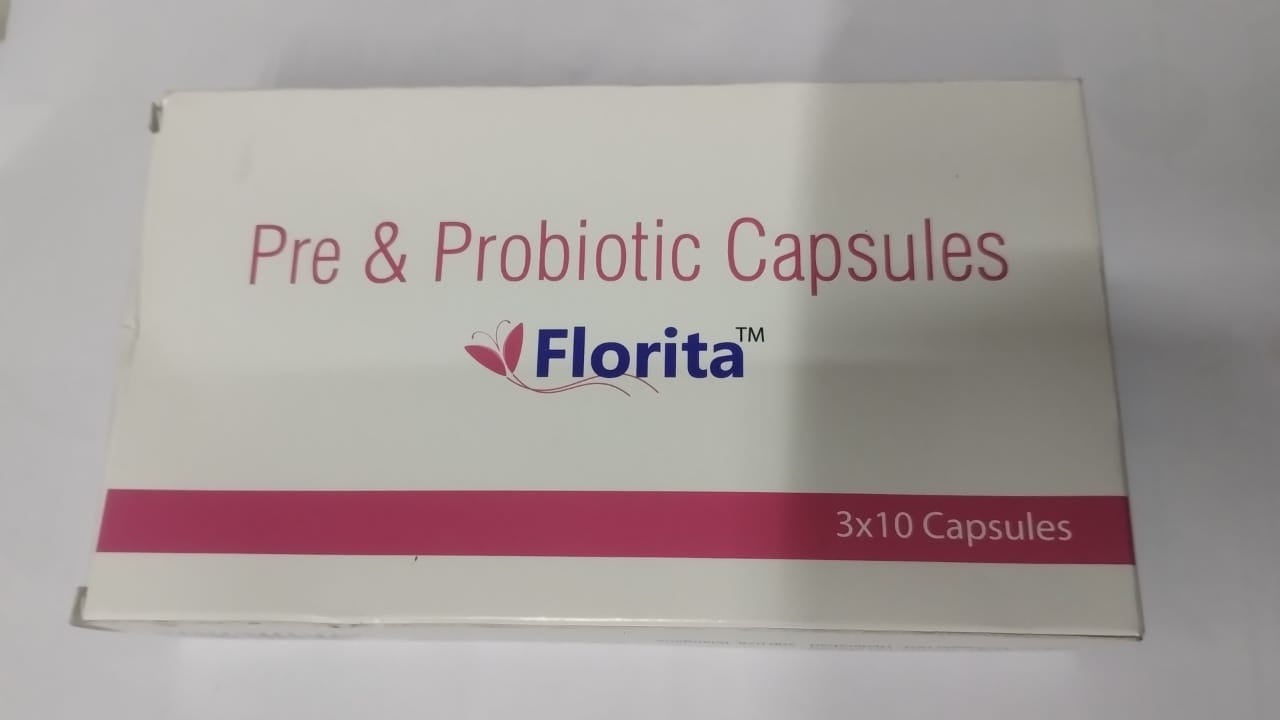 Pre & Probiotic Capsules
Florita™
3x10 Capsules